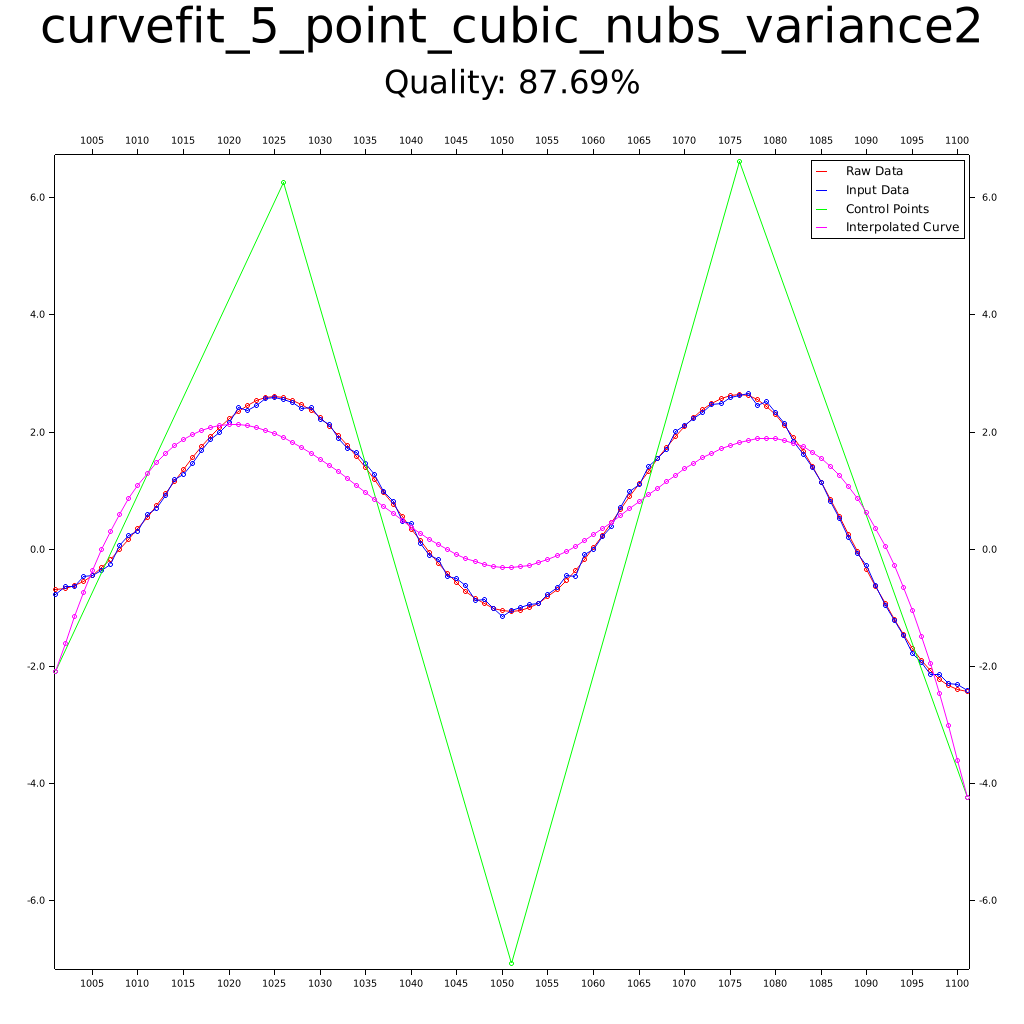 curvefit_5_point_cubic_nubs_variance2
Quality: 87.69%
1005 1010 1015 1020 1025 1030 1035 1040 1045 1050 1055 1060 1065 1070 1075 1080 1085 1090 1095 1100
Raw Data
Input Data
Control Points
Interpolated Curve
6.0 6.0
4.0 4.0
2.0 2.0
0.0 0.0
-2.0 -2.0
-4.0 -4.0
-6.0 -6.0
1005 1010 1015 1020 1025 1030 1035 1040 1045 1050 1055 1060 1065 1070 1075 1080 1085 1090 1095 1100